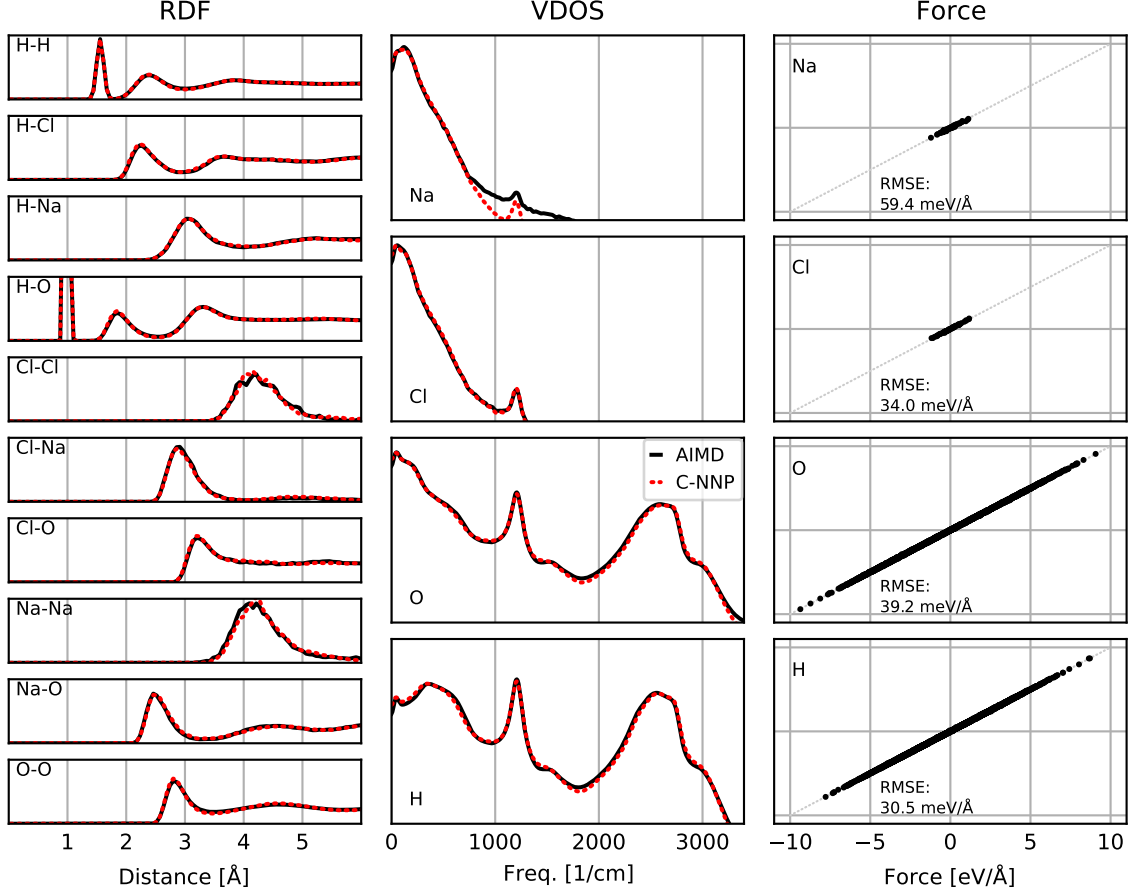 RDF
VDOS
Force
H-H
H-Cl
H-Na
H-O
Cl-Cl
Cl-Na
Cl-O
Na-Na
Na-O
O-O
1 2 3 4 5
Distance [Å]
Na
Cl
AIMD
C-NNP
O
H
0 1000 2000 3000
Freq. [1/cm]
Na
RMSE:
59.4 meV/Å
Cl
RMSE:
34.0 meV/Å
O
RMSE:
39.2 meV/Å
H
RMSE:
30.5 meV/Å
−10 −5 0 5 10
Force [eV/Å]